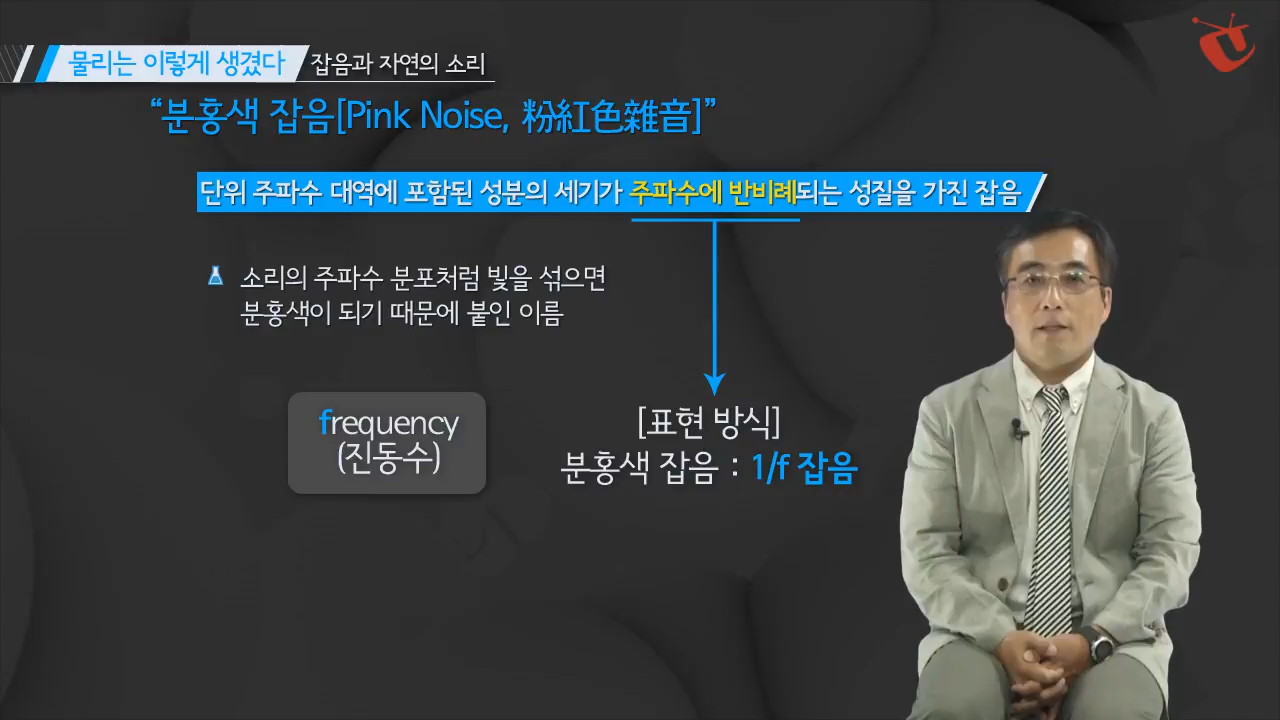 물리는 이렇게 생겼다 잡음과 자연의 소리
“분홍색 잡음[Pink Noise, 粉紅色雜音]”
단위 주파수 대역에 포함된 성분의 세기가 주파수에 반비례되는 성질을 가진 잡음
소리의 주파수 분포처럼 빛을 섞으면
분홍색이 되기 때문에 붙인 이름
frequency
(진동수)
[표현 방식]
분홍색 잡음 : 1/f 잡음